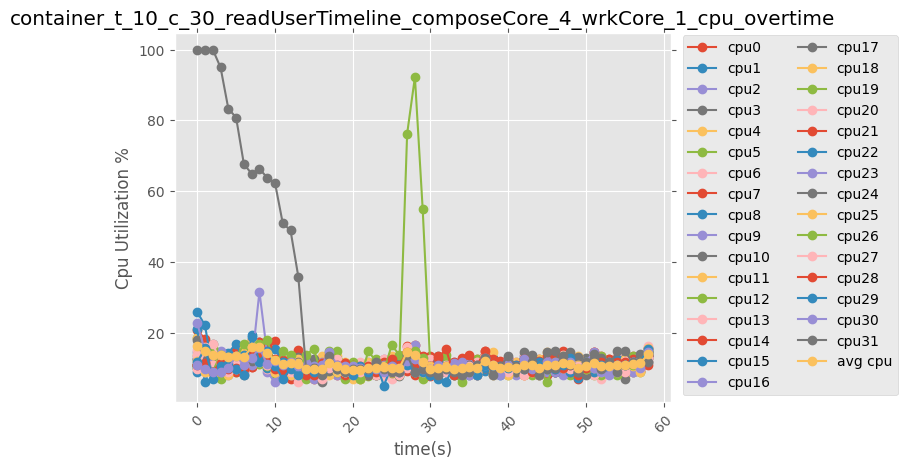 container_t_10_c_30_readUserTimeline_composeCore_4_wrkCore_1_cpu_overtime
Cpu Utilization %
100
80
60
40
20
0
10
20
30
40
50
60
time(s)
cpu0
cpu1
cpu2
cpu3
cpu4
cpu5
cpu6
cpu7
cpu8
cpu9
cpu10
cpu11
cpu12
cpu13
cpu14
cpu15
cpu16
cpu17
cpu18
cpu19
cpu20
cpu21
cpu22
cpu23
cpu24
cpu25
cpu26
cpu27
cpu28
cpu29
cpu30
cpu31
avg cpu